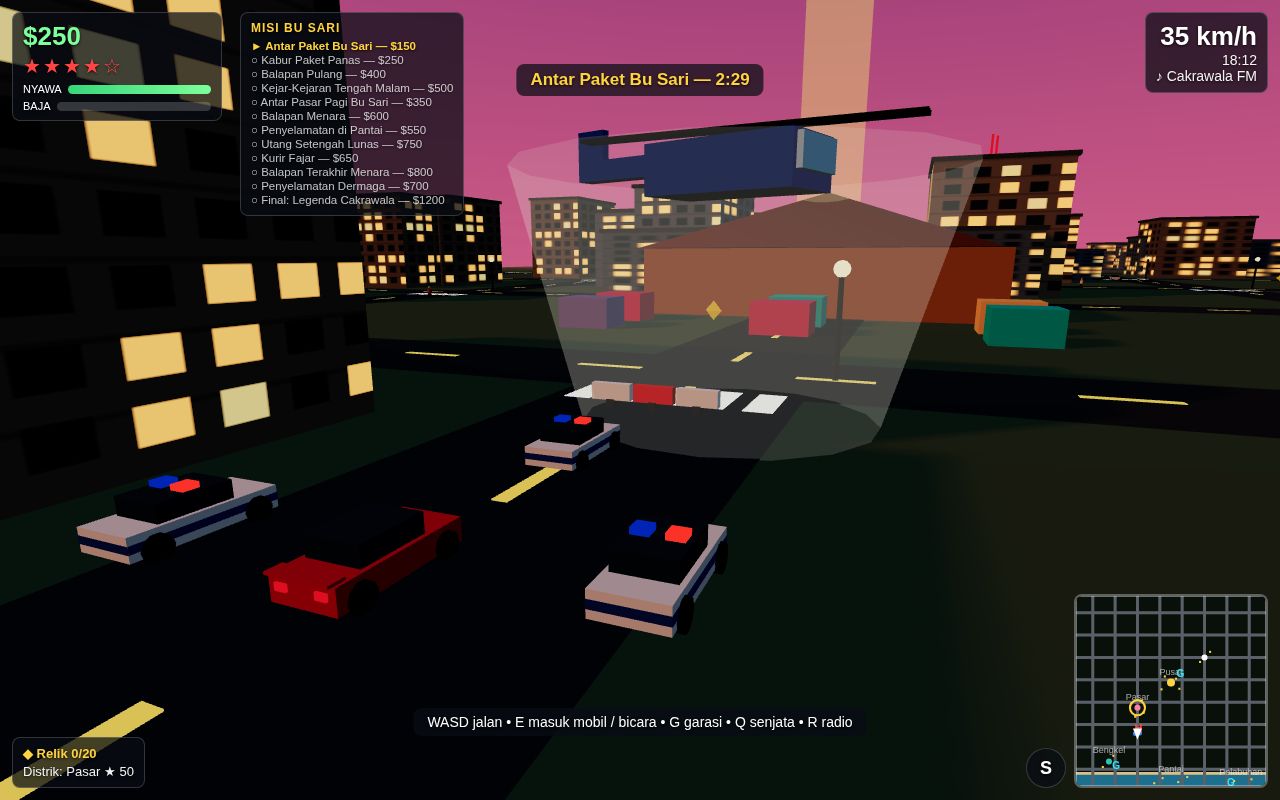 $250
★★★★☆
NYAWA
BAJA
MISI BU SARI
► Antar Paket Bu Sari — $150
○ Kabur Paket Panas — $250
○ Balapan Pulang — $400
○ Kejar-Kejaran Tengah Malam — $500
○ Antar Pasar Pagi Bu Sari — $350
○ Balapan Menara — $600
○ Penyelamatan di Pantai — $550
○ Utang Setengah Lunas — $750
○ Kurir Fajar — $650
○ Balapan Terakhir Menara — $800
○ Penyelamatan Dermaga — $700
○ Final: Legenda Cakrawala — $1200
Antar Paket Bu Sari — 2:29
35 km/h
18:12
♪ Cakrawala FM
WASD jalan • E masuk mobil / bicara • G garasi • Q senjata • R radio
◆ Relik 0/20
Distrik: Pasar ★ 50
S
Pusat
G
Pasar
Bengkel
G
Pantai
Pelabuhan
G